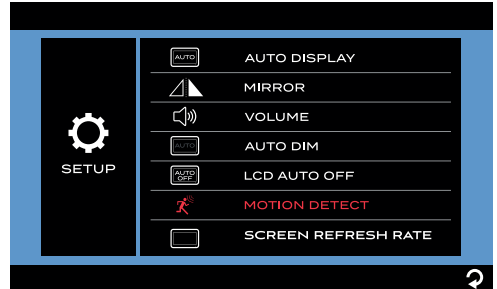 AUTO
AUTO DISPLAY
MIRROR
VOLUME
AUTO
AUTO DIM
SETUP
AUTO
OFF
LCD AUTO OFF
MOTION DETECT
SCREEN REFRESH RATE